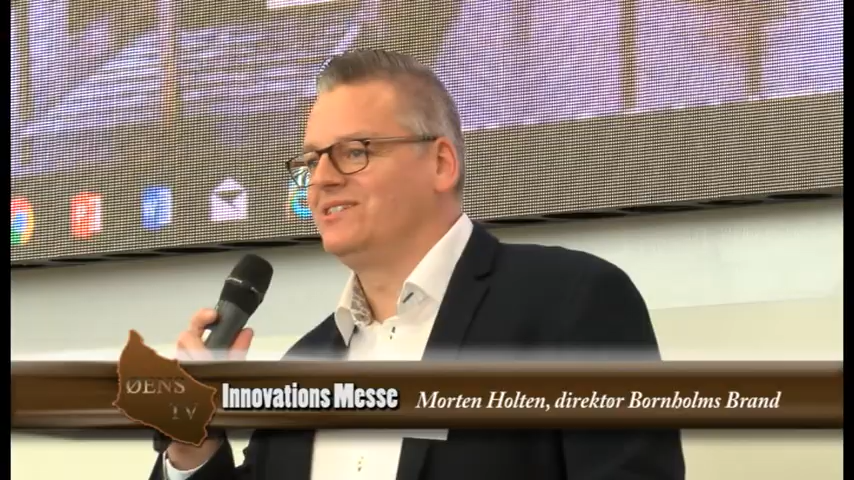 ØENS
TV
Innovations Messe
Morten Holten, direktør Bornholms Brand